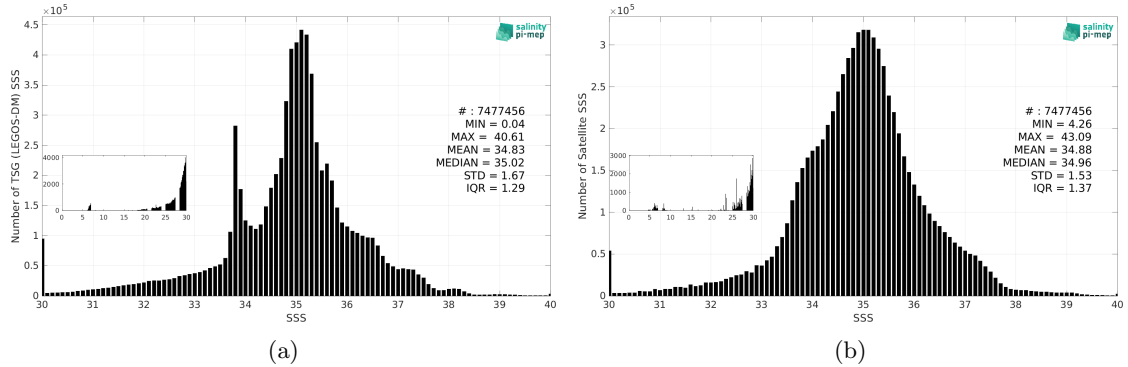 ×10⁵
4.5
4
3.5
3
2.5
2
1.5
1
0.5
0
Number of TSG (LEGOS-DM) SSS
salinity
pi-mep
# : 7477456
MIN = 0.04
MAX = 40.61
MEAN = 34.83
MEDIAN = 35.02
STD = 1.67
IQR = 1.29
4000
2000
0
0 5 10 15 20 25 30
30 31 32 33 34 35 36 37 38 39 40
SSS
(a)
×10⁵
3
2.5
2
1.5
1
0.5
0
Number of Satellite SSS
salinity
pi-mep
# : 7477456
MIN = 4.26
MAX = 43.09
MEAN = 34.88
MEDIAN = 34.96
STD = 1.53
IQR = 1.37
3000
2000
1000
0
0 5 10 15 20 25 30
30 31 32 33 34 35 36 37 38 39 40
SSS
(b)